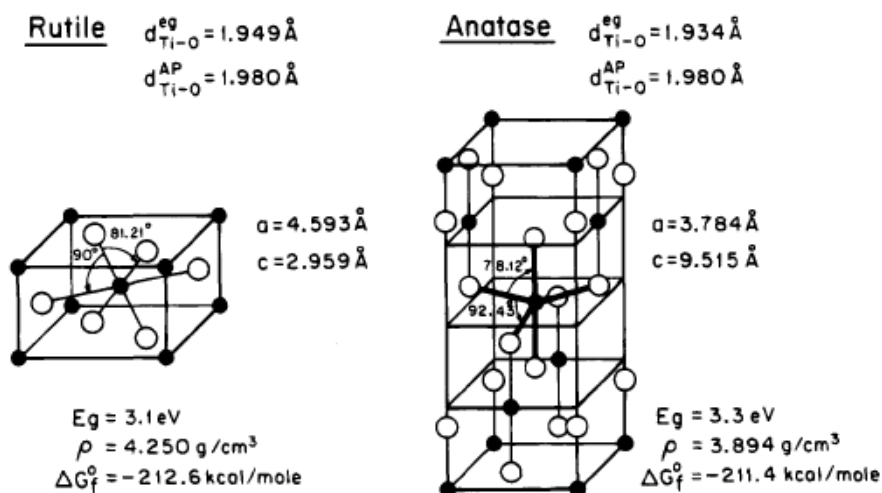 Rutile
d^eg_Ti-O = 1.949 Å
d^AP_Ti-O = 1.980 Å
81.21°
90°
a = 4.593 Å
c = 2.959 Å
Eg = 3.1 eV
ρ = 4.250 g/cm³
ΔG°f = -212.6 kcal/mole
Anatase
d^eg_Ti-O = 1.934 Å
d^AP_Ti-O = 1.980 Å
78.12°
92.43°
a = 3.784 Å
c = 9.515 Å
Eg = 3.3 eV
ρ = 3.894 g/cm³
ΔG°f = -211.4 kcal/mole